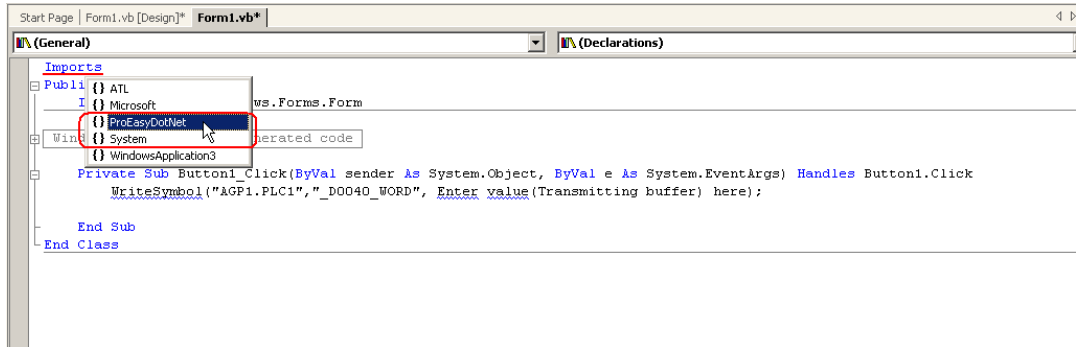 Start Page Form1.vb [Design]* Form1.vb*
(General) (Declarations)
Imports
Publi
{} ATL
I
{} Microsoft
ws.Forms.Form
{} ProEasyDotNet
Wind
{} System
nerated code
{} WindowsApplication3
Private Sub Button1_Click(ByVal sender As System.Object, ByVal e As System.EventArgs) Handles Button1.Click
WriteSymbol("AGP1.PLC1","_D0040_WORD", Enter value(Transmitting buffer) here);
End Sub
End Class